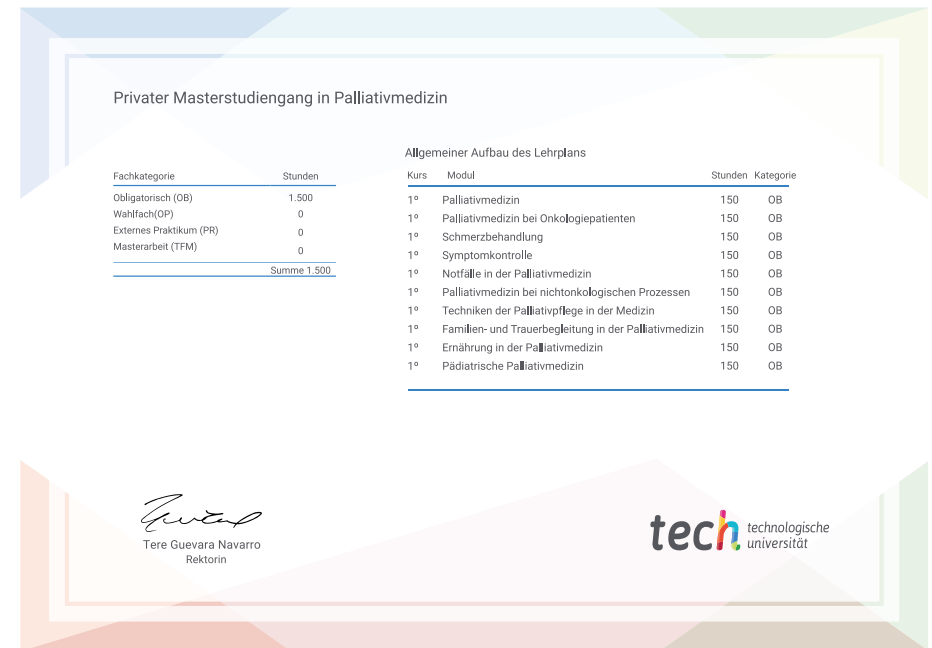 Privater Masterstudiengang in Palliativmedizin
Fachkategorie Stunden
Obligatorisch (OB) 1.500
Wahlfach(OP) 0
Externes Praktikum (PR) 0
Masterarbeit (TFM) 0
Summe 1.500
Allgemeiner Aufbau des Lehrplans
Kurs Modul Stunden Kategorie
1º Palliativmedizin 150 OB
1º Palliativmedizin bei Onkologiepatienten 150 OB
1º Schmerzbehandlung 150 OB
1º Symptomkontrolle 150 OB
1º Notfälle in der Palliativmedizin 150 OB
1º Palliativmedizin bei nichtonkologischen Prozessen 150 OB
1º Techniken der Palliativpflege in der Medizin 150 OB
1º Familien- und Trauerbegleitung in der Palliativmedizin 150 OB
1º Ernährung in der Palliativmedizin 150 OB
1º Pädiatrische Palliativmedizin 150 OB
Tere Guevara Navarro
Rektorin
tech technologische
universität